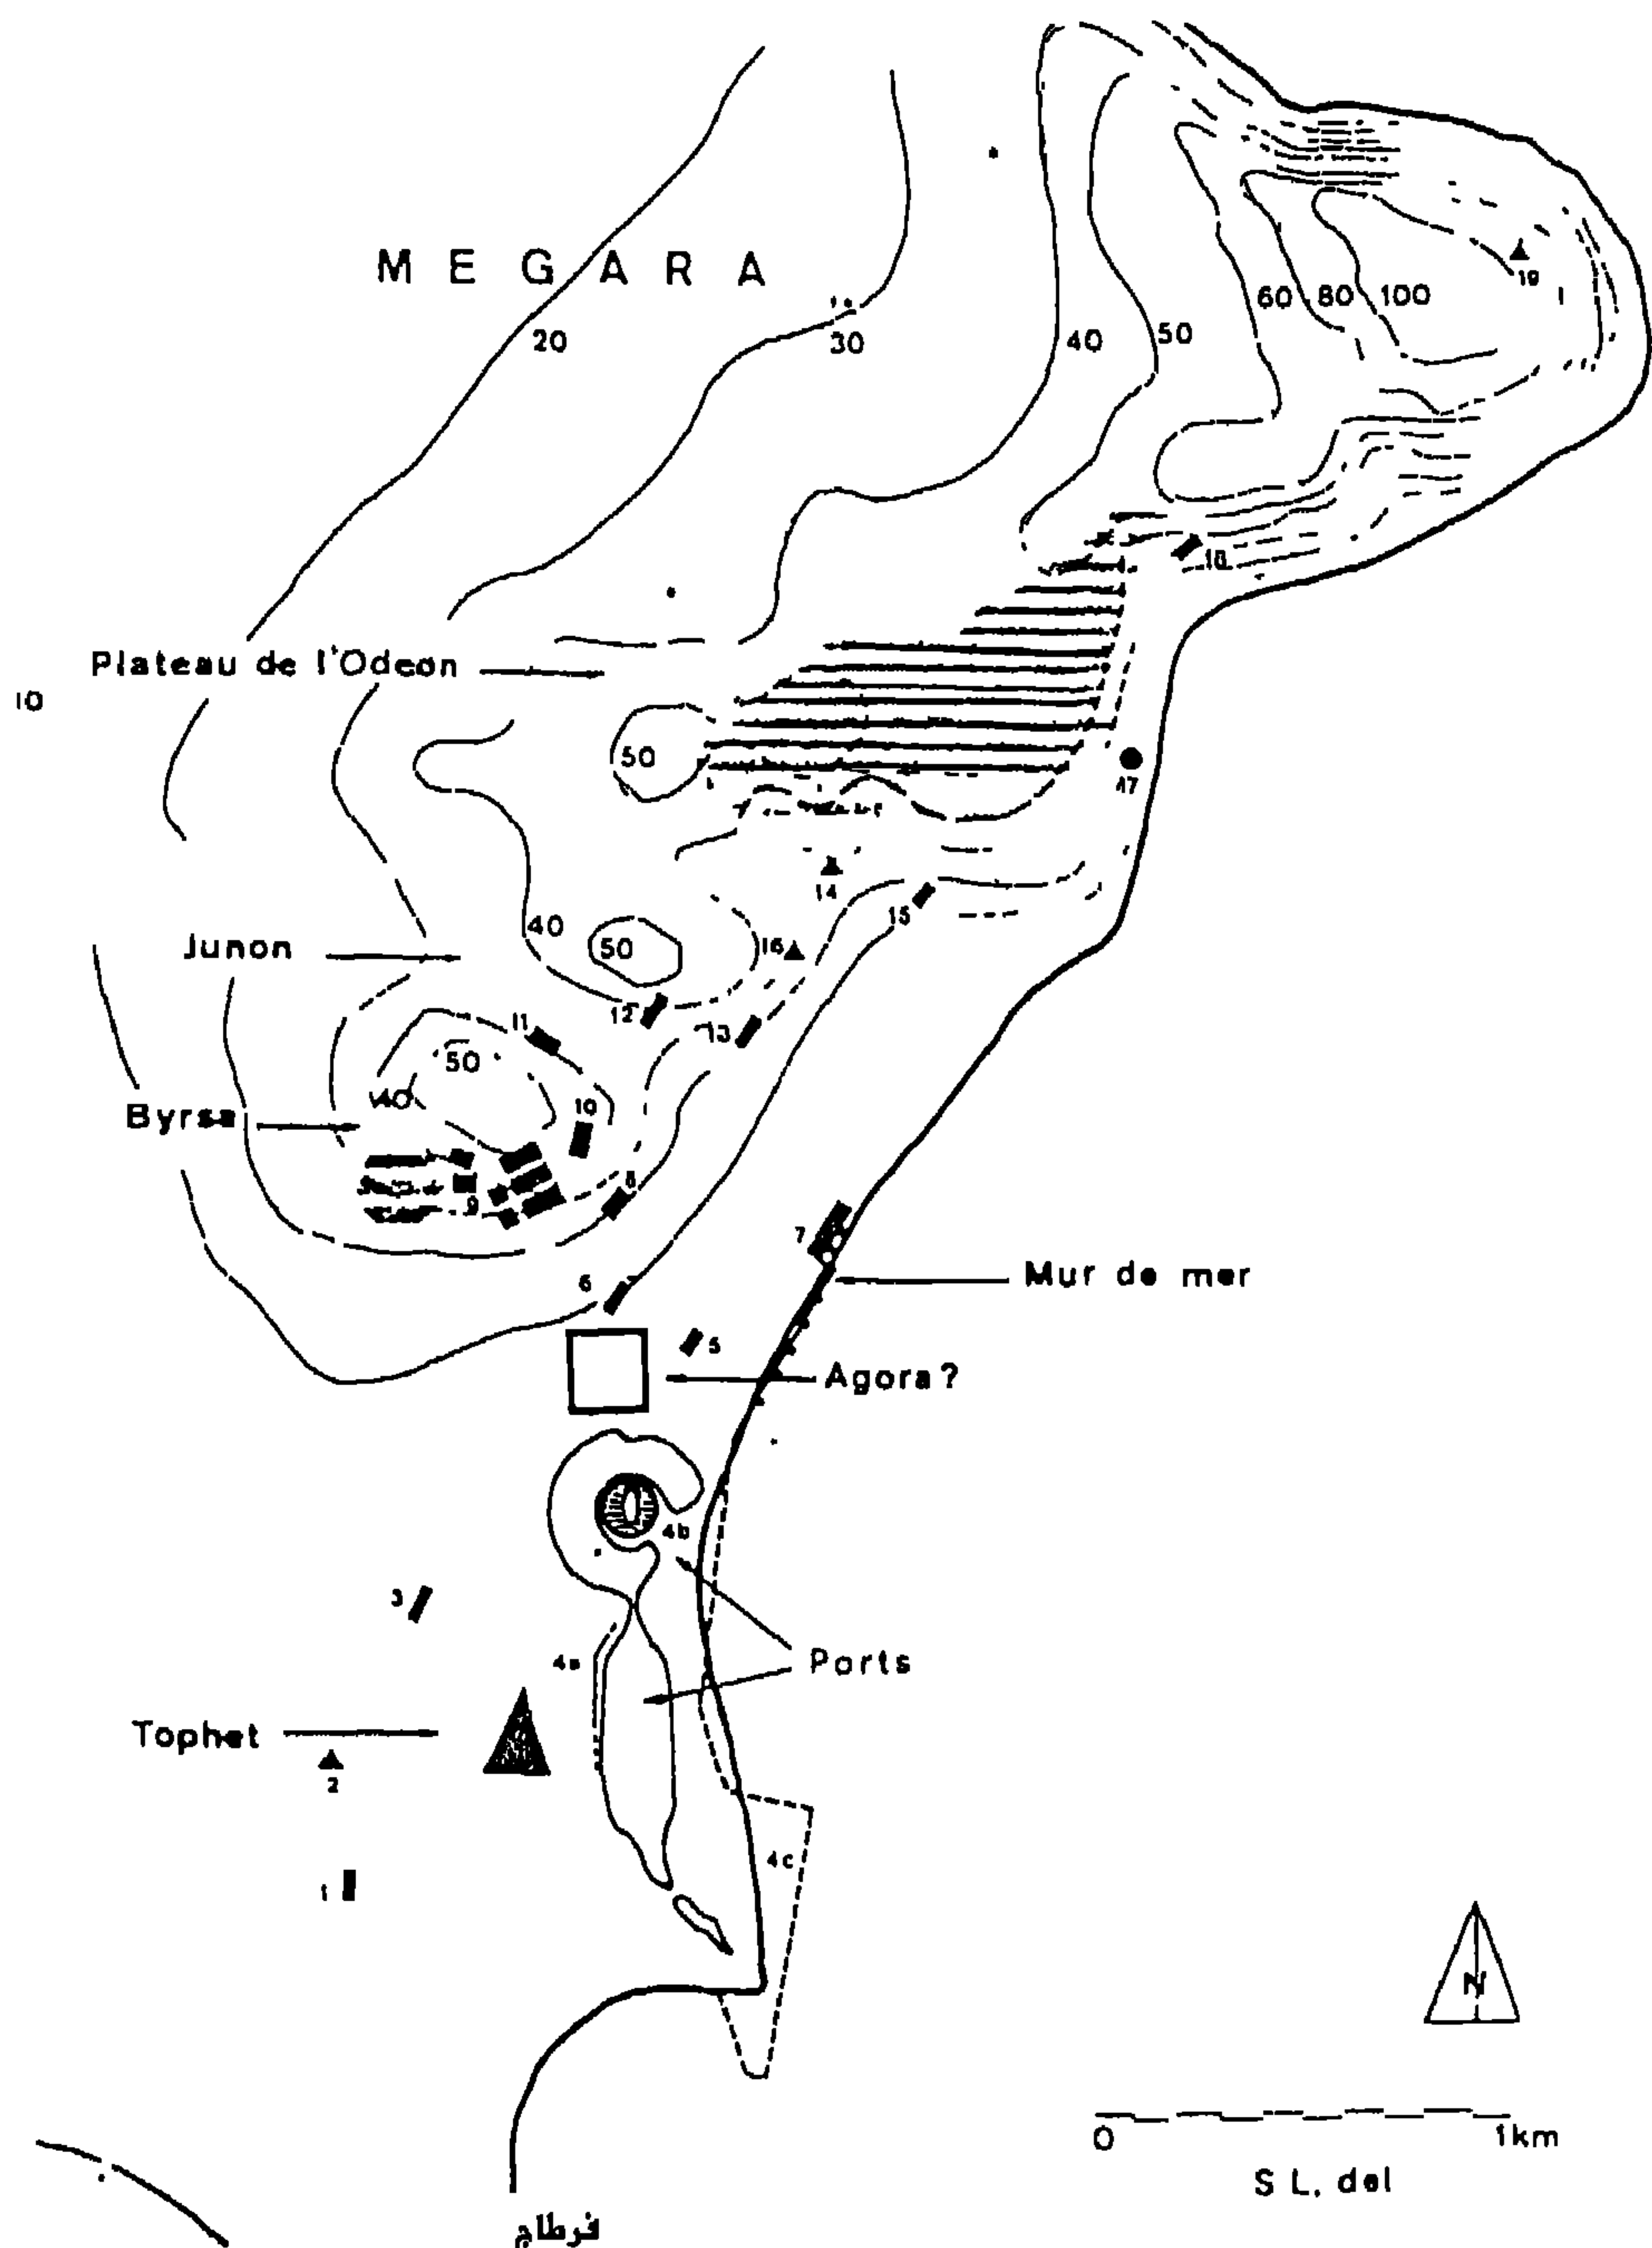 MEGARA
19
60 80 100
20 30 40 50
18
Plateau de l'Odeon
10
50
17
14
15
40
Junon
50
16
12
13
11
50
40
10
Byrsa
8
9
7
Mur de mer
6
5
Agora?
4b
3
4a
Ports
Tophet
2
4c
1
N
0 1km
S L. del
قرطاج